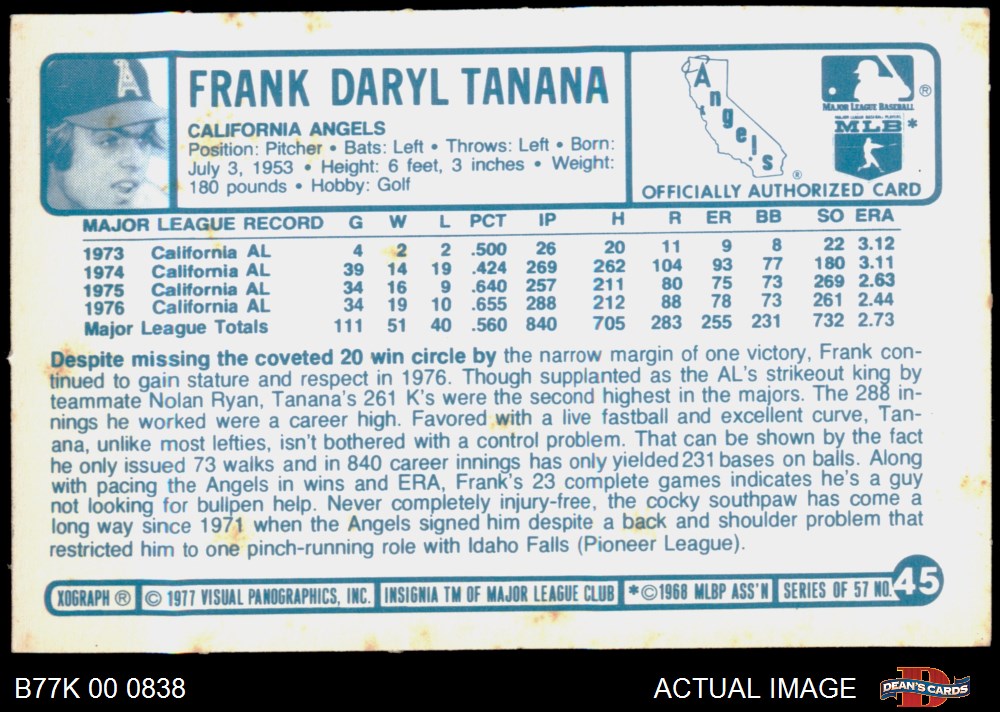 A
FRANK DARYL TANANA
CALIFORNIA ANGELS
Position: Pitcher • Bats: Left • Throws: Left • Born:
July 3, 1953 • Height: 6 feet, 3 inches • Weight:
180 pounds • Hobby: Golf
Angels
®
MAJOR LEAGUE BASEBALL
®
MLB*
OFFICIALLY AUTHORIZED CARD
MAJOR LEAGUE RECORD G W L PCT IP H R ER BB SO ERA
1973 California AL 4 2 2 .500 26 20 11 9 8 22 3.12
1974 California AL 39 14 19 .424 269 262 104 93 77 180 3.11
1975 California AL 34 16 9 .640 257 211 80 75 73 269 2.63
1976 California AL 34 19 10 .655 288 212 88 78 73 261 2.44
Major League Totals 111 51 40 .560 840 705 283 255 231 732 2.73
Despite missing the coveted 20 win circle by the narrow margin of one victory, Frank con-
tinued to gain stature and respect in 1976. Though supplanted as the AL's strikeout king by
teammate Nolan Ryan, Tanana's 261 K's were the second highest in the majors. The 288 in-
nings he worked were a career high. Favored with a live fastball and excellent curve, Tan-
ana, unlike most lefties, isn't bothered with a control problem. That can be shown by the fact
he only issued 73 walks and in 840 career innings has only yielded 231 bases on balls. Along
with pacing the Angels in wins and ERA, Frank's 23 complete games indicates he's a guy
not looking for bullpen help. Never completely injury-free, the cocky southpaw has come a
long way since 1971 when the Angels signed him despite a back and shoulder problem that
restricted him to one pinch-running role with Idaho Falls (Pioneer League).
XOGRAPH ® © 1977 VISUAL PANOGRAPHICS, INC. INSIGNIA TM OF MAJOR LEAGUE CLUB *©1968 MLBP ASS'N SERIES OF 57 NO. 45
B77K 00 0838
ACTUAL IMAGE
D
DEAN'S CARDS